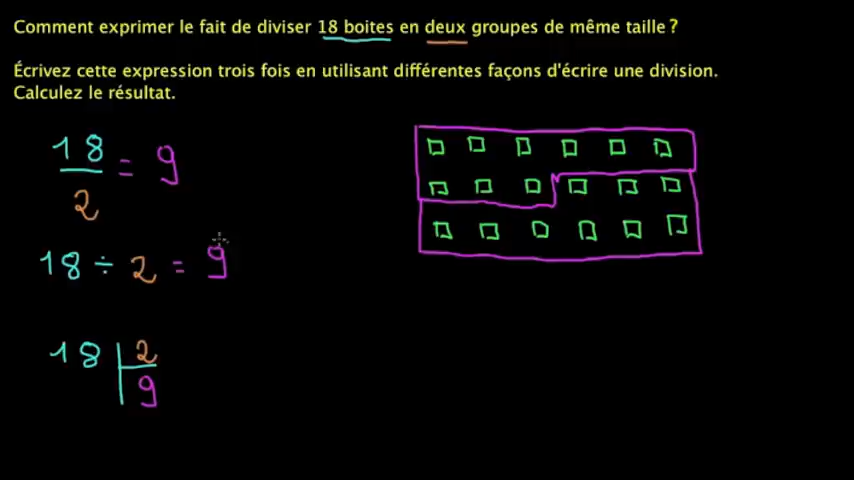 Comment exprimer le fait de diviser 18 boites en deux groupes de même taille ?
Écrivez cette expression trois fois en utilisant différentes façons d'écrire une division.
Calculez le résultat.
18
= 9
2
18 ÷ 2 = 9
18 | 2
9